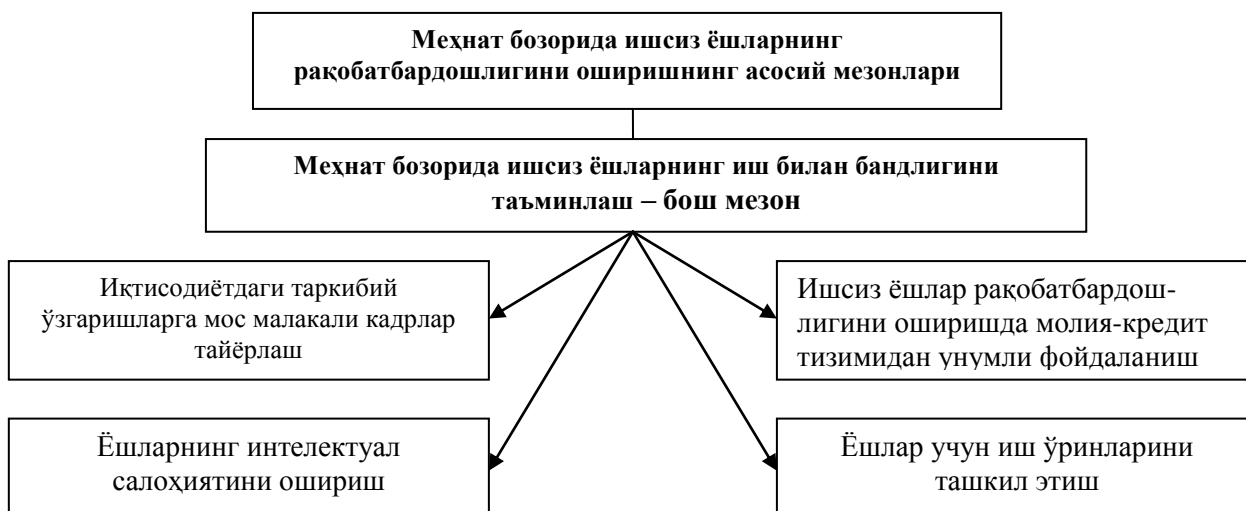 Меҳнат бозорида ишсиз ёшларнинг
рақобатбардошлигини оширишнинг асосий мезонлари
Меҳнат бозорида ишсиз ёшларнинг иш билан бандлигини
таъминлаш – бош мезон
Иқтисодиётдаги таркибий
ўзгаришларга мос малакали кадрлар
тайёрлаш
Ишсиз ёшлар рақобатбардош-
лигини оширишда молия-кредит
тизимидан унумли фойдаланиш
Ёшларнинг интелектуал
салоҳиятини ошириш
Ёшлар учун иш ўринларини
ташкил этиш